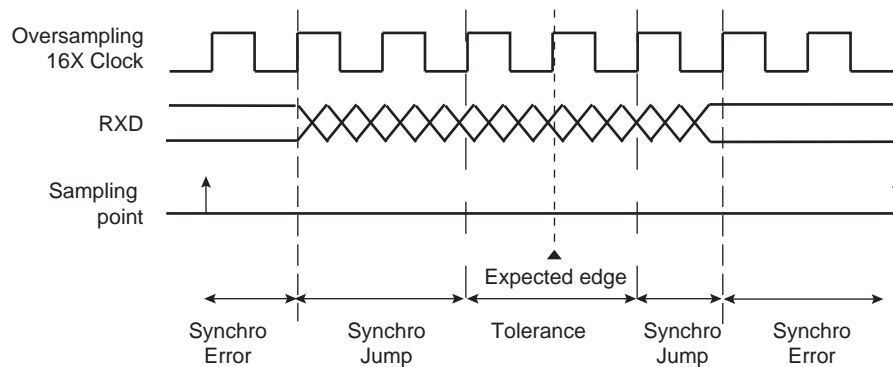 Oversampling
16X Clock
RXD
Sampling
point
Expected edge
Synchro
Error
Synchro
Jump
Tolerance
Synchro
Jump
Synchro
Error